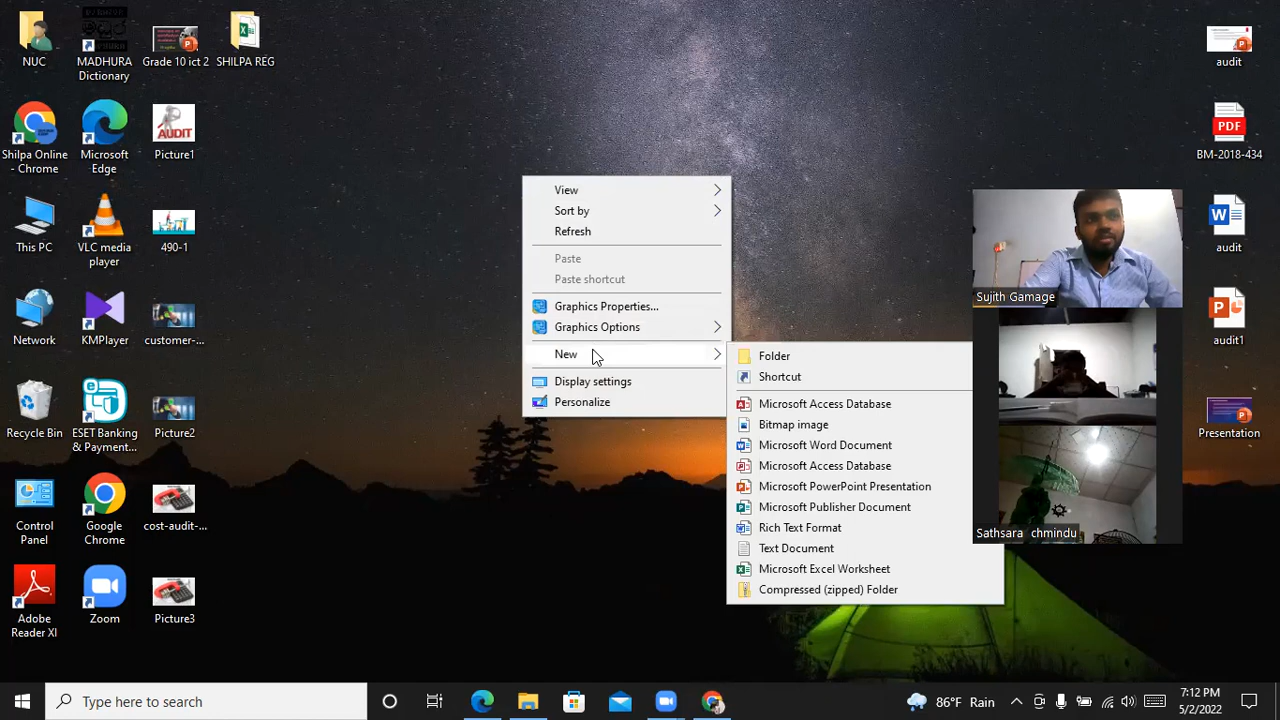 NUC
MADHURA
Dictionary
Grade 10 ict 2
SHILPA REG
Shilpa Online
- Chrome
Microsoft
Edge
AUDIT
Picture1
This PC
VLC media
player
490-1
Network
KMPlayer
customer-...
Recycle Bin
ESET Banking
& Payment...
Picture2
Control
Panel
Google
Chrome
cost-audit-...
Adobe
Reader XI
Zoom
Picture3
View
Sort by
Refresh
Paste
Paste shortcut
Graphics Properties...
Graphics Options
New
Display settings
Personalize
Folder
Shortcut
Microsoft Access Database
Bitmap image
Microsoft Word Document
Microsoft Access Database
Microsoft PowerPoint Presentation
Microsoft Publisher Document
Rich Text Format
Text Document
Microsoft Excel Worksheet
Compressed (zipped) Folder
Sujith Gamage
Sathsara chmindu
audit
PDF
BM-2018-434
audit
audit1
Presentation
Type here to search
86°F Rain
7:12 PM
5/2/2022